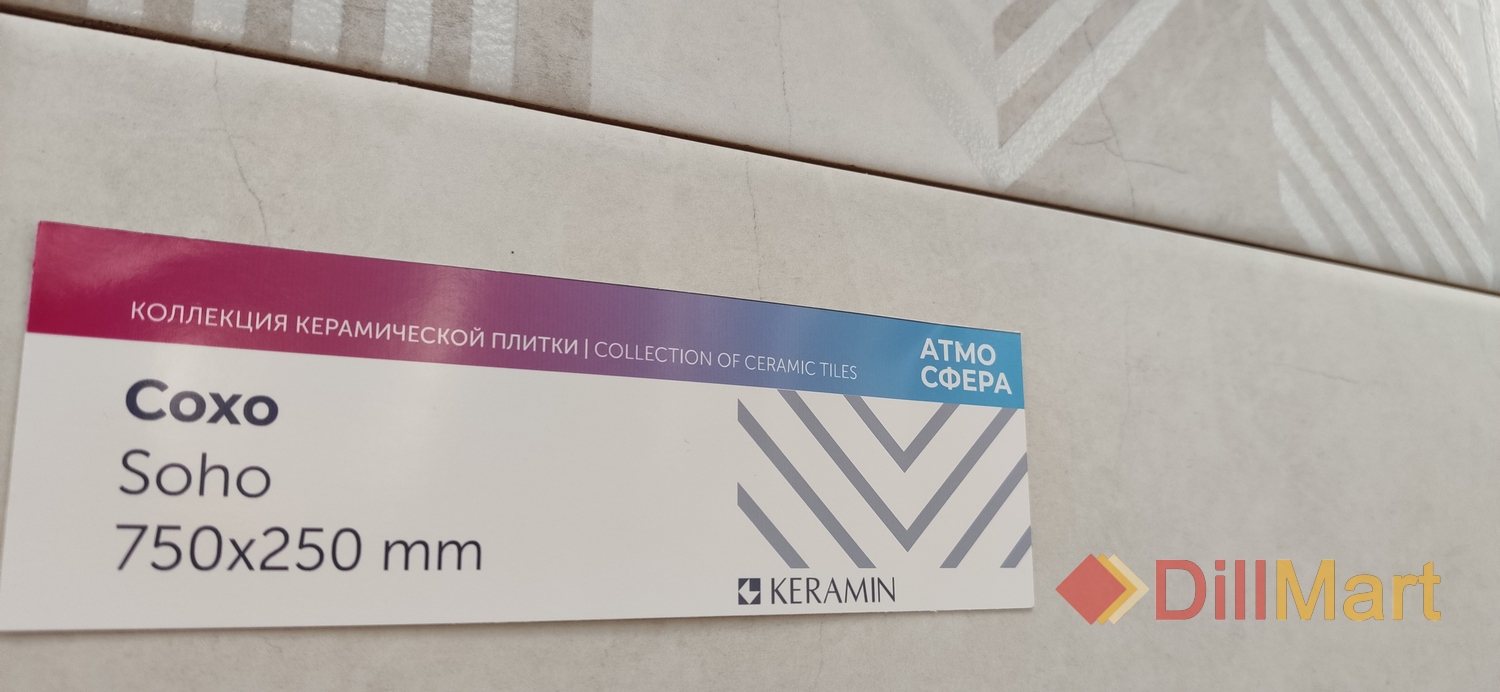 КОЛЛЕКЦИЯ КЕРАМИЧЕСКОЙ ПЛИТКИ | COLLECTION OF CERAMIC TILES
АТМО
СФЕРА
Сохо
Soho
750x250 mm
KERAMIN
DillMart